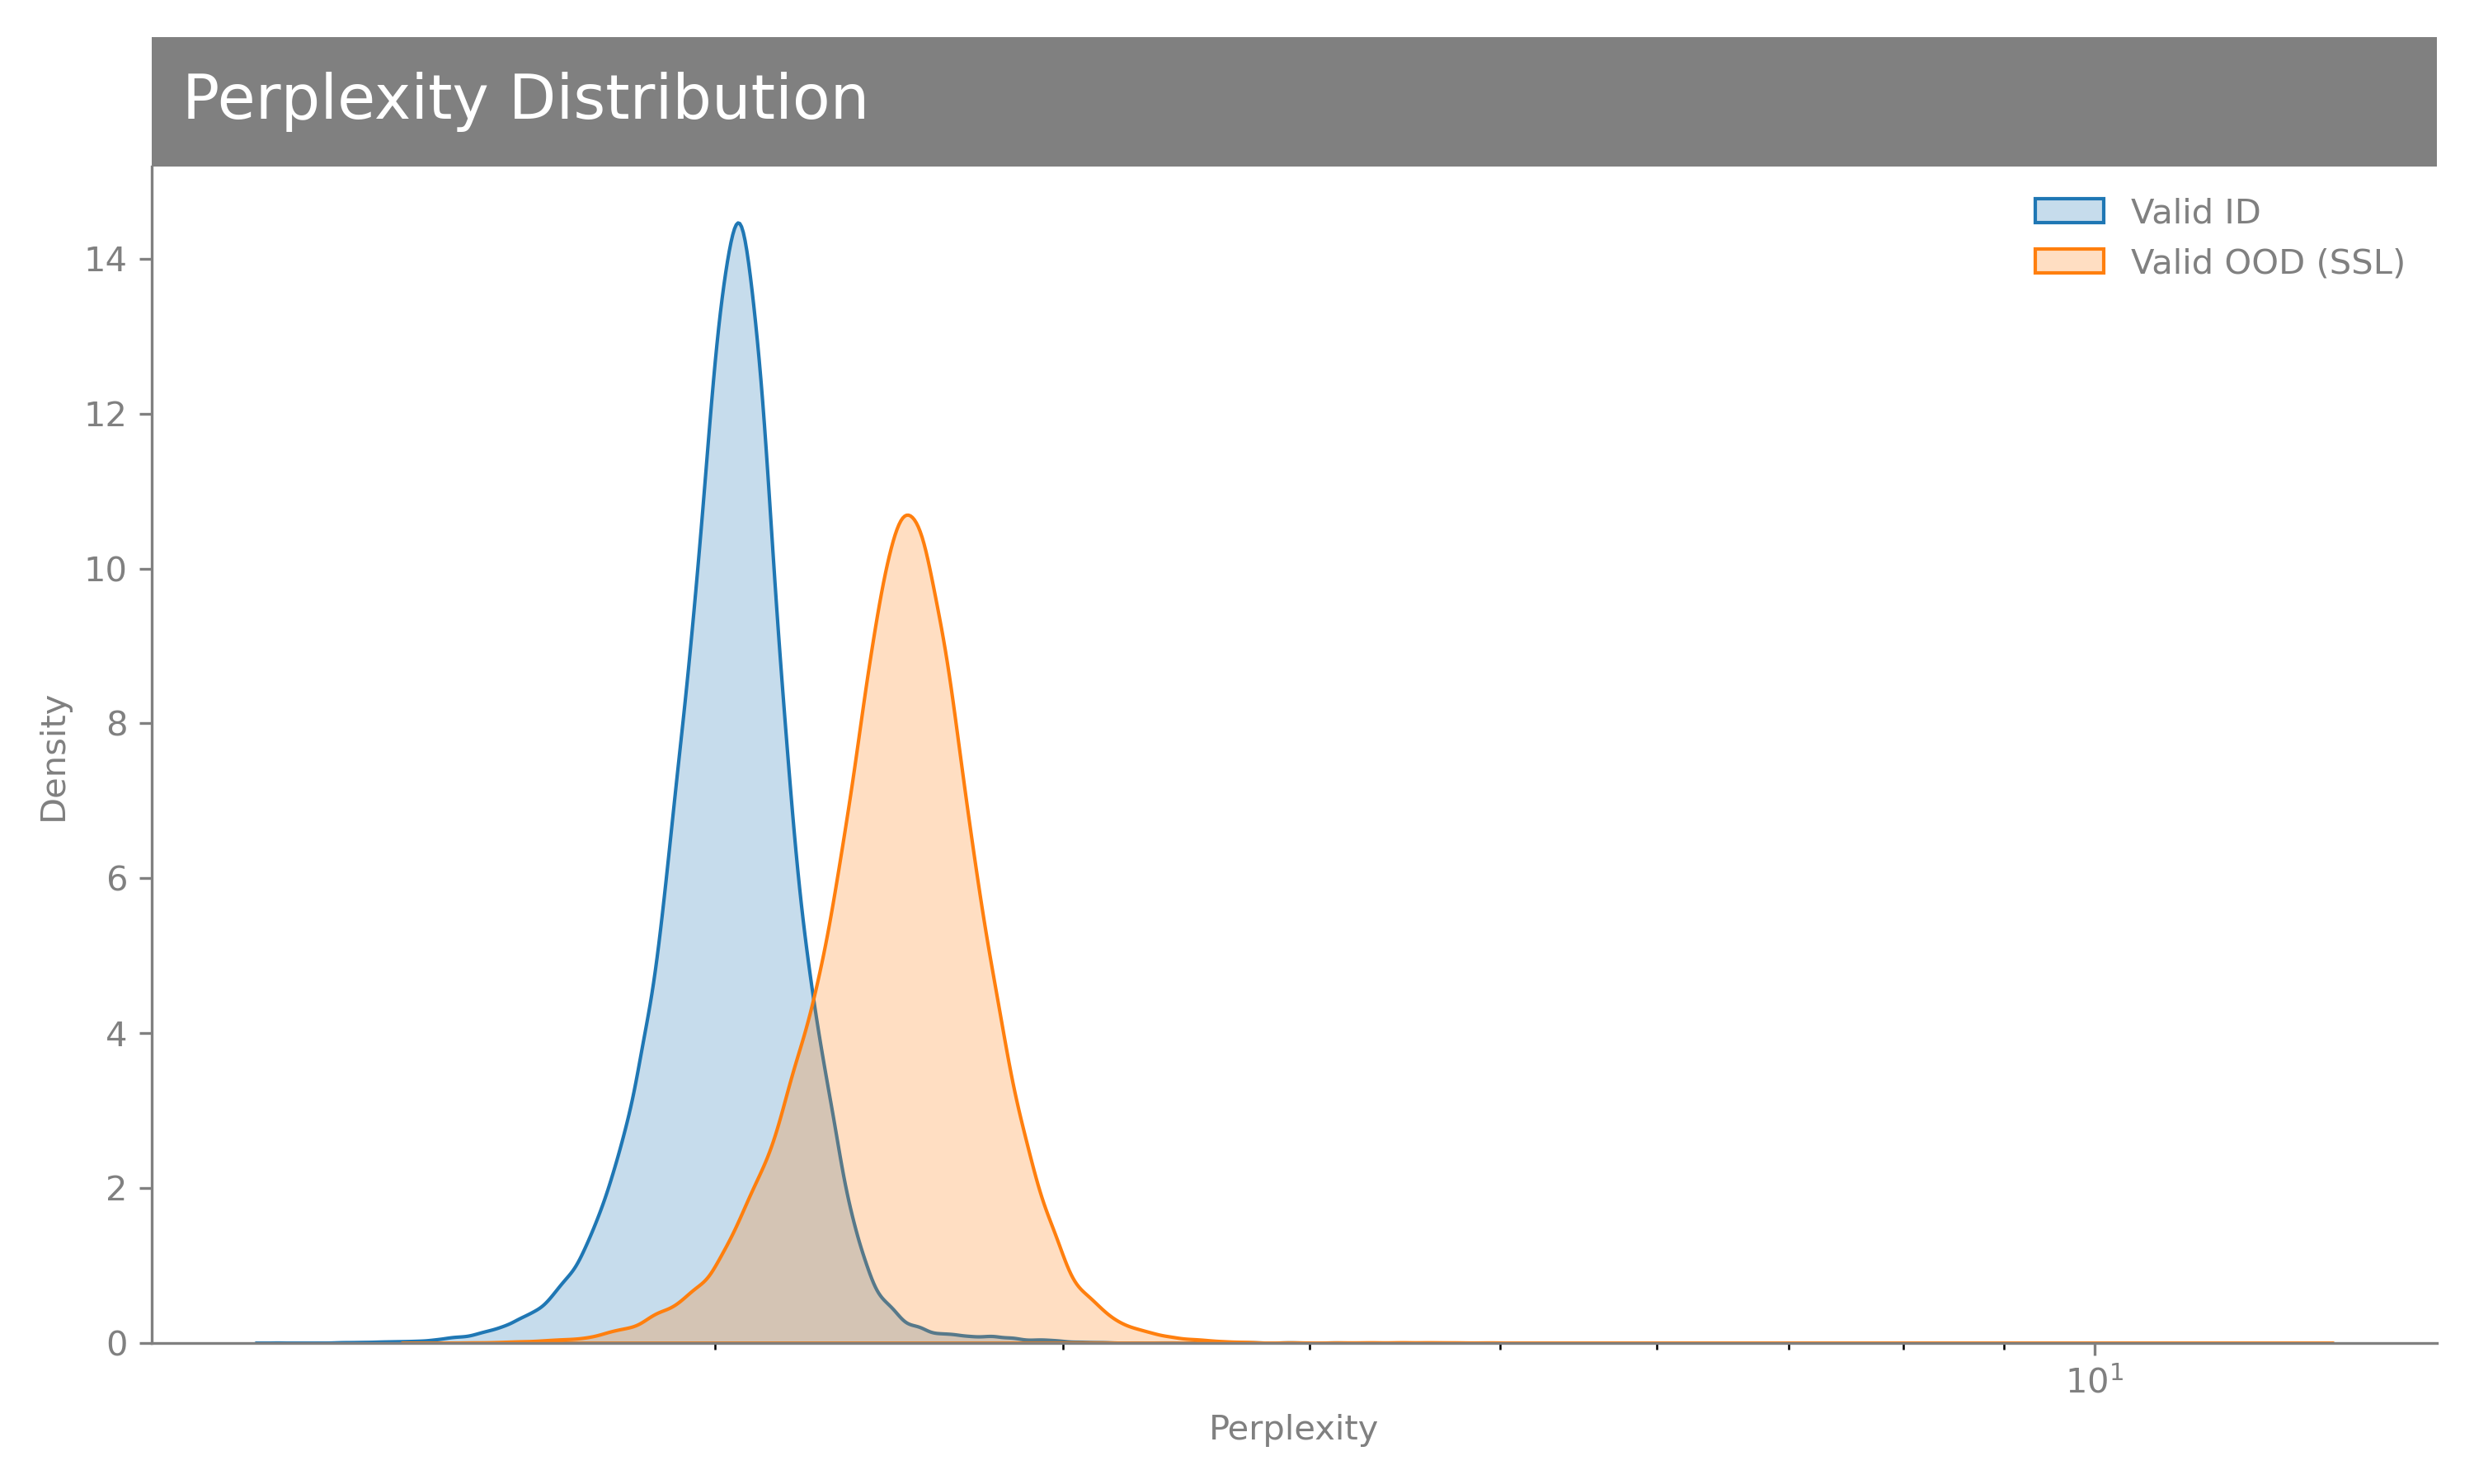 Perplexity Distribution
Valid ID
Valid OOD (SSL)
14
12
10
8
6
4
2
0
Density
10¹
Perplexity